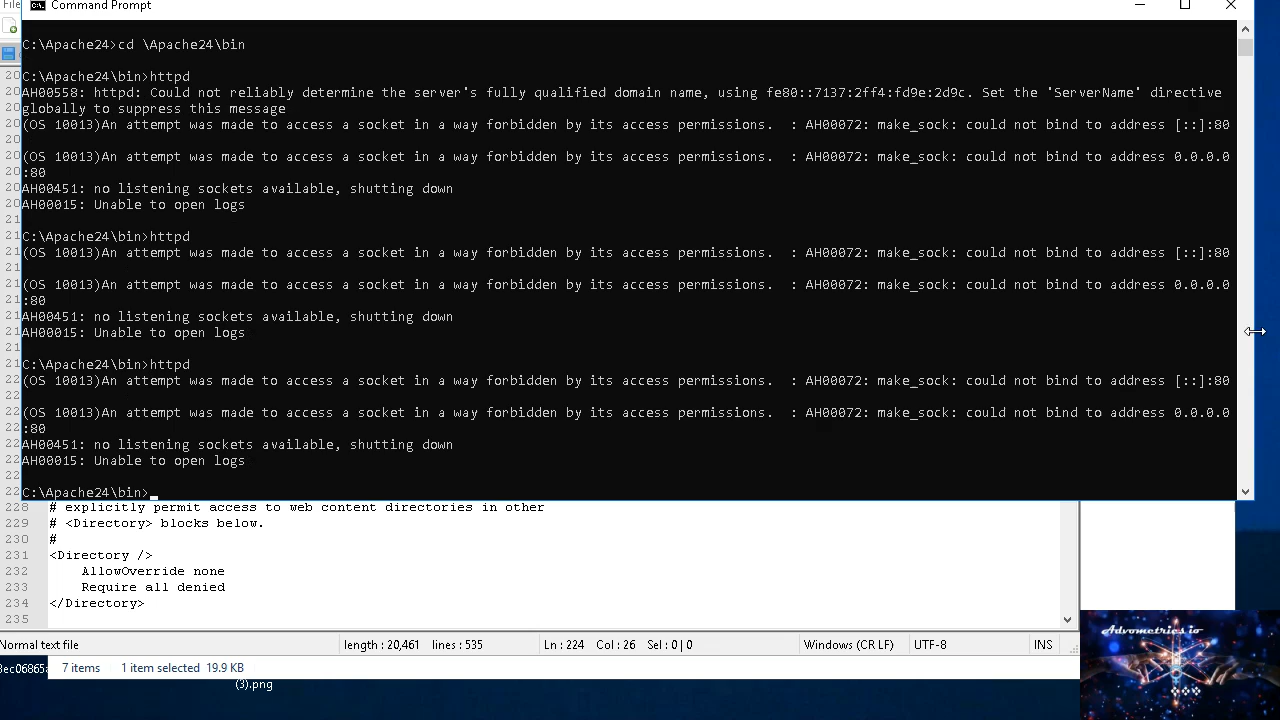 File
Command Prompt
C:\Apache24>cd \Apache24\bin
C:\Apache24\bin>httpd
AH00558: httpd: Could not reliably determine the server's fully qualified domain name, using fe80::7137:2ff4:fd9e:2d9c. Set the 'ServerName' directive
globally to suppress this message
(OS 10013)An attempt was made to access a socket in a way forbidden by its access permissions.  : AH00072: make_sock: could not bind to address [::]:80
(OS 10013)An attempt was made to access a socket in a way forbidden by its access permissions.  : AH00072: make_sock: could not bind to address 0.0.0.0
:80
AH00451: no listening sockets available, shutting down
AH00015: Unable to open logs
C:\Apache24\bin>httpd
(OS 10013)An attempt was made to access a socket in a way forbidden by its access permissions.  : AH00072: make_sock: could not bind to address [::]:80
(OS 10013)An attempt was made to access a socket in a way forbidden by its access permissions.  : AH00072: make_sock: could not bind to address 0.0.0.0
:80
AH00451: no listening sockets available, shutting down
AH00015: Unable to open logs
C:\Apache24\bin>httpd
(OS 10013)An attempt was made to access a socket in a way forbidden by its access permissions.  : AH00072: make_sock: could not bind to address [::]:80
(OS 10013)An attempt was made to access a socket in a way forbidden by its access permissions.  : AH00072: make_sock: could not bind to address 0.0.0.0
:80
AH00451: no listening sockets available, shutting down
AH00015: Unable to open logs
C:\Apache24\bin>
228 # explicitly permit access to web content directories in other
229 # <Directory> blocks below.
230 #
231 <Directory />
232 AllowOverride none
233 Require all denied
234 </Directory>
235
Normal text file length : 20,461 lines : 535 Ln : 224 Col : 26 Sel : 0 | 0 Windows (CR LF) UTF-8 INS
7 items 1 item selected 19.9 KB
(3).png
Advometrics io